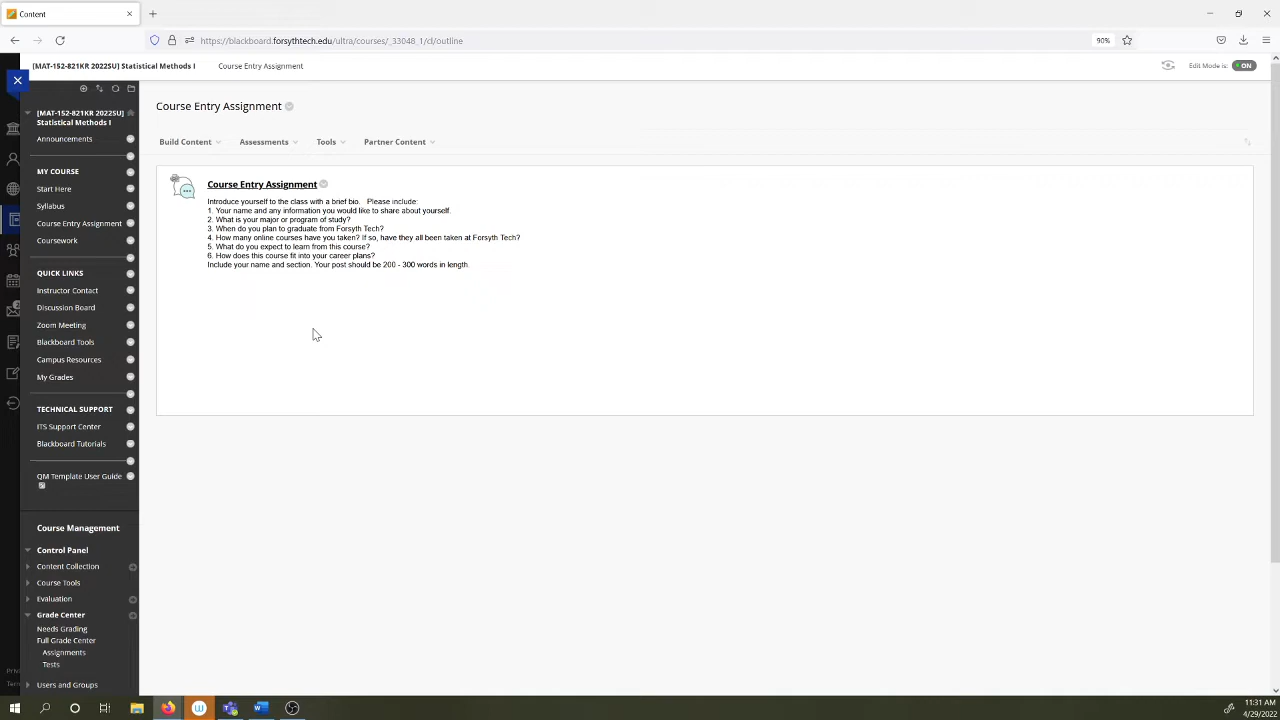 Content
https://blackboard.forsythtech.edu/ultra/courses/_33048_1/cl/outline
90%
[MAT-152-821KR 2022SU] Statistical Methods I
Course Entry Assignment
Edit Mode is:
ON
[MAT-152-821KR 2022SU]
Statistical Methods I
Announcements
MY COURSE
Start Here
Syllabus
Course Entry Assignment
Coursework
QUICK LINKS
Instructor Contact
Discussion Board
Zoom Meeting
Blackboard Tools
Campus Resources
My Grades
TECHNICAL SUPPORT
ITS Support Center
Blackboard Tutorials
QM Template User Guide
Course Management
Control Panel
Content Collection
Course Tools
Evaluation
Grade Center
Needs Grading
Full Grade Center
Assignments
Tests
Users and Groups
Course Entry Assignment
Build Content
Assessments
Tools
Partner Content
Course Entry Assignment
Introduce yourself to the class with a brief bio. Please include:
1. Your name and any information you would like to share about yourself.
2. What is your major or program of study?
3. When do you plan to graduate from Forsyth Tech?
4. How many online courses have you taken? If so, have they all been taken at Forsyth Tech?
5. What do you expect to learn from this course?
6. How does this course fit into your career plans?
Include your name and section. Your post should be 200 - 300 words in length.
11:31 AM
4/29/2022